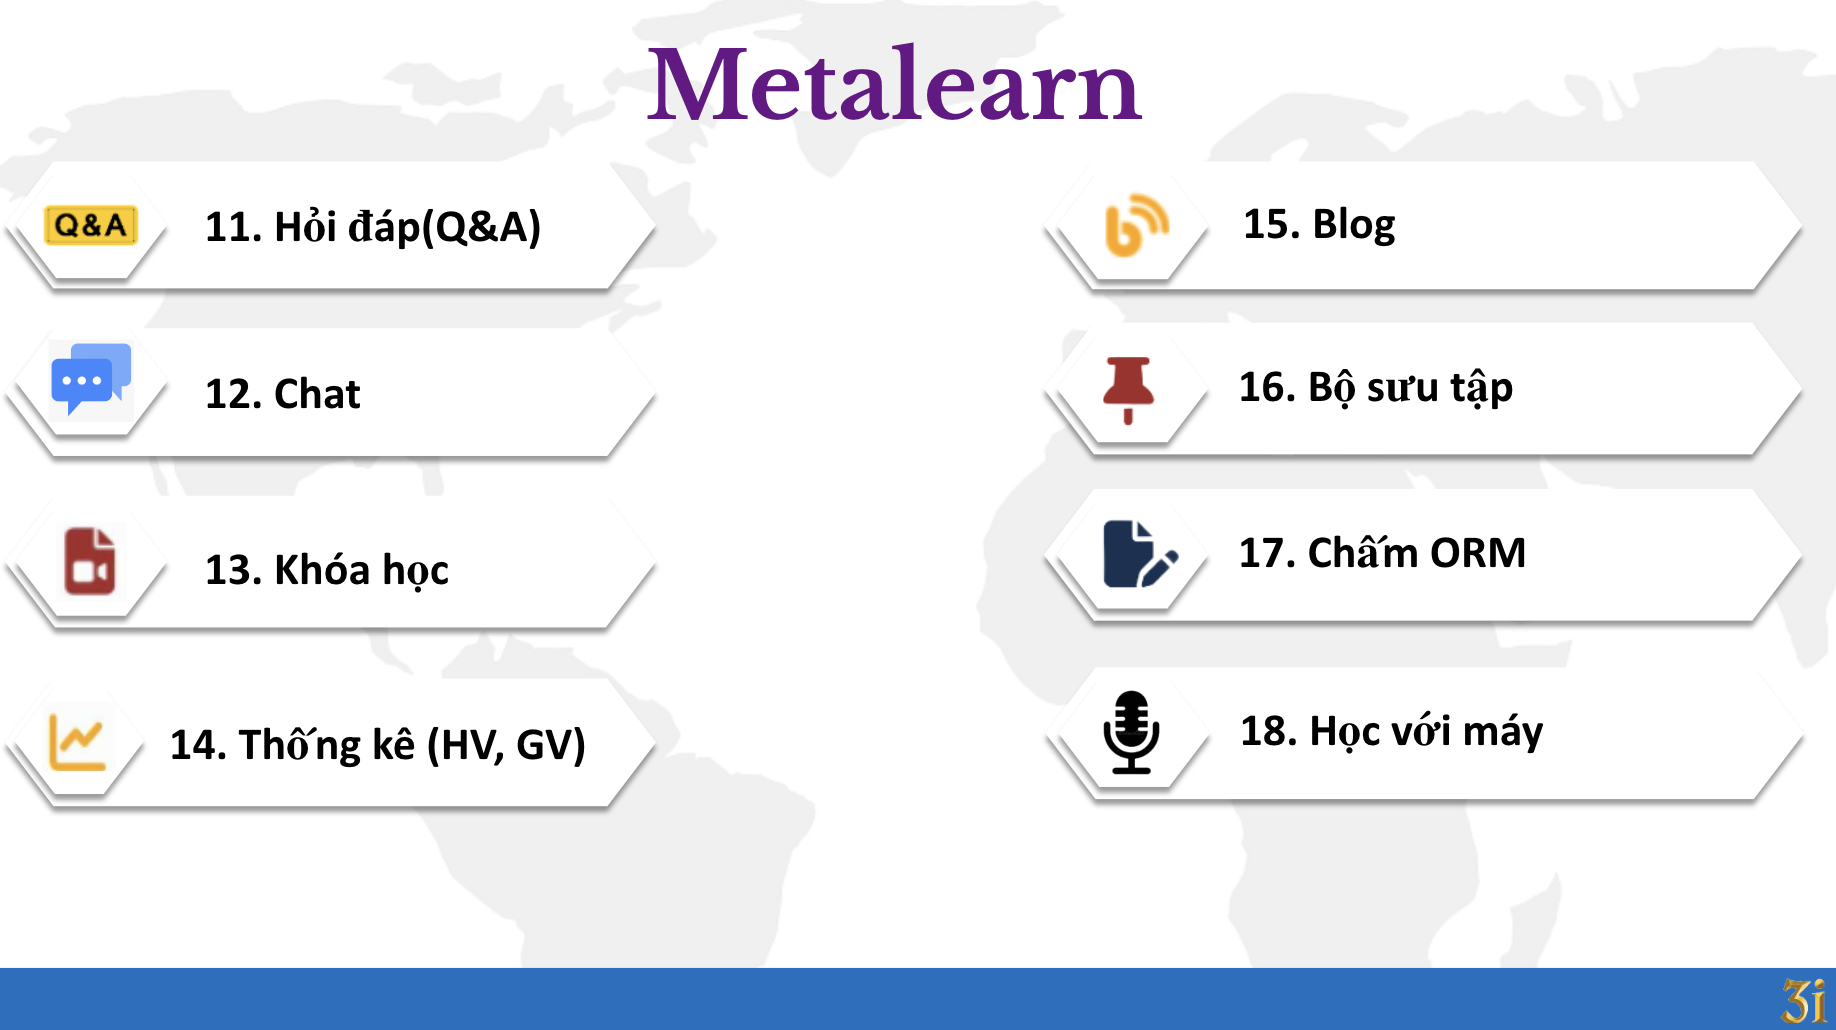 Metalearn
Q&A
11. Hỏi đáp(Q&A)
12. Chat
13. Khóa học
14. Thống kê (HV, GV)
15. Blog
16. Bộ sưu tập
17. Chấm ORM
18. Học với máy
3i